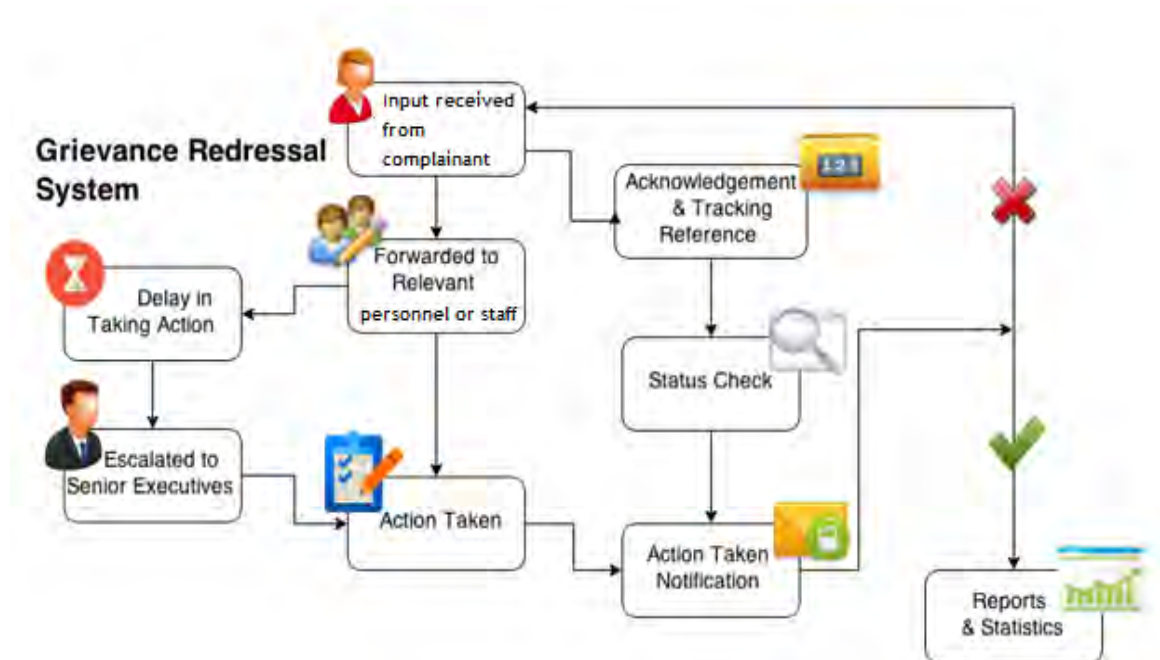 Grievance Redressal
System
Input received
from
complainant
Acknowledgement
& Tracking
Reference
123
Forwarded to
Relevant
personnel or staff
Delay in
Taking Action
Status Check
Escalated to
Senior Executives
Action Taken
Action Taken
Notification
Reports
& Statistics